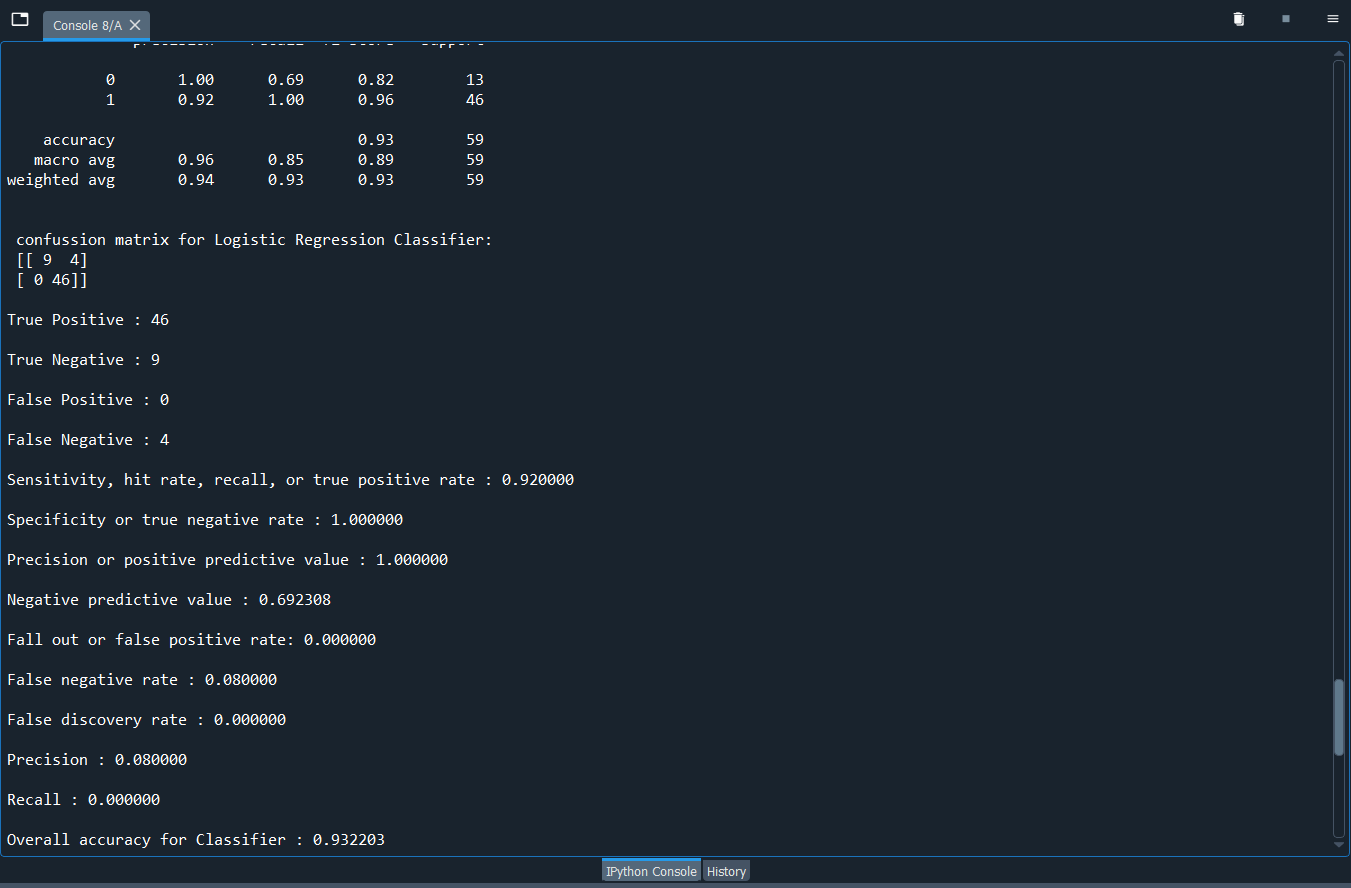 Console 8/A
0 1.00 0.69 0.82 13
1 0.92 1.00 0.96 46
accuracy 0.93 59
macro avg 0.96 0.85 0.89 59
weighted avg 0.94 0.93 0.93 59
confussion matrix for Logistic Regression Classifier:
[[ 9 4]
[ 0 46]]
True Positive : 46
True Negative : 9
False Positive : 0
False Negative : 4
Sensitivity, hit rate, recall, or true positive rate : 0.920000
Specificity or true negative rate : 1.000000
Precision or positive predictive value : 1.000000
Negative predictive value : 0.692308
Fall out or false positive rate: 0.000000
False negative rate : 0.080000
False discovery rate : 0.000000
Precision : 0.080000
Recall : 0.000000
Overall accuracy for Classifier : 0.932203
IPython Console History